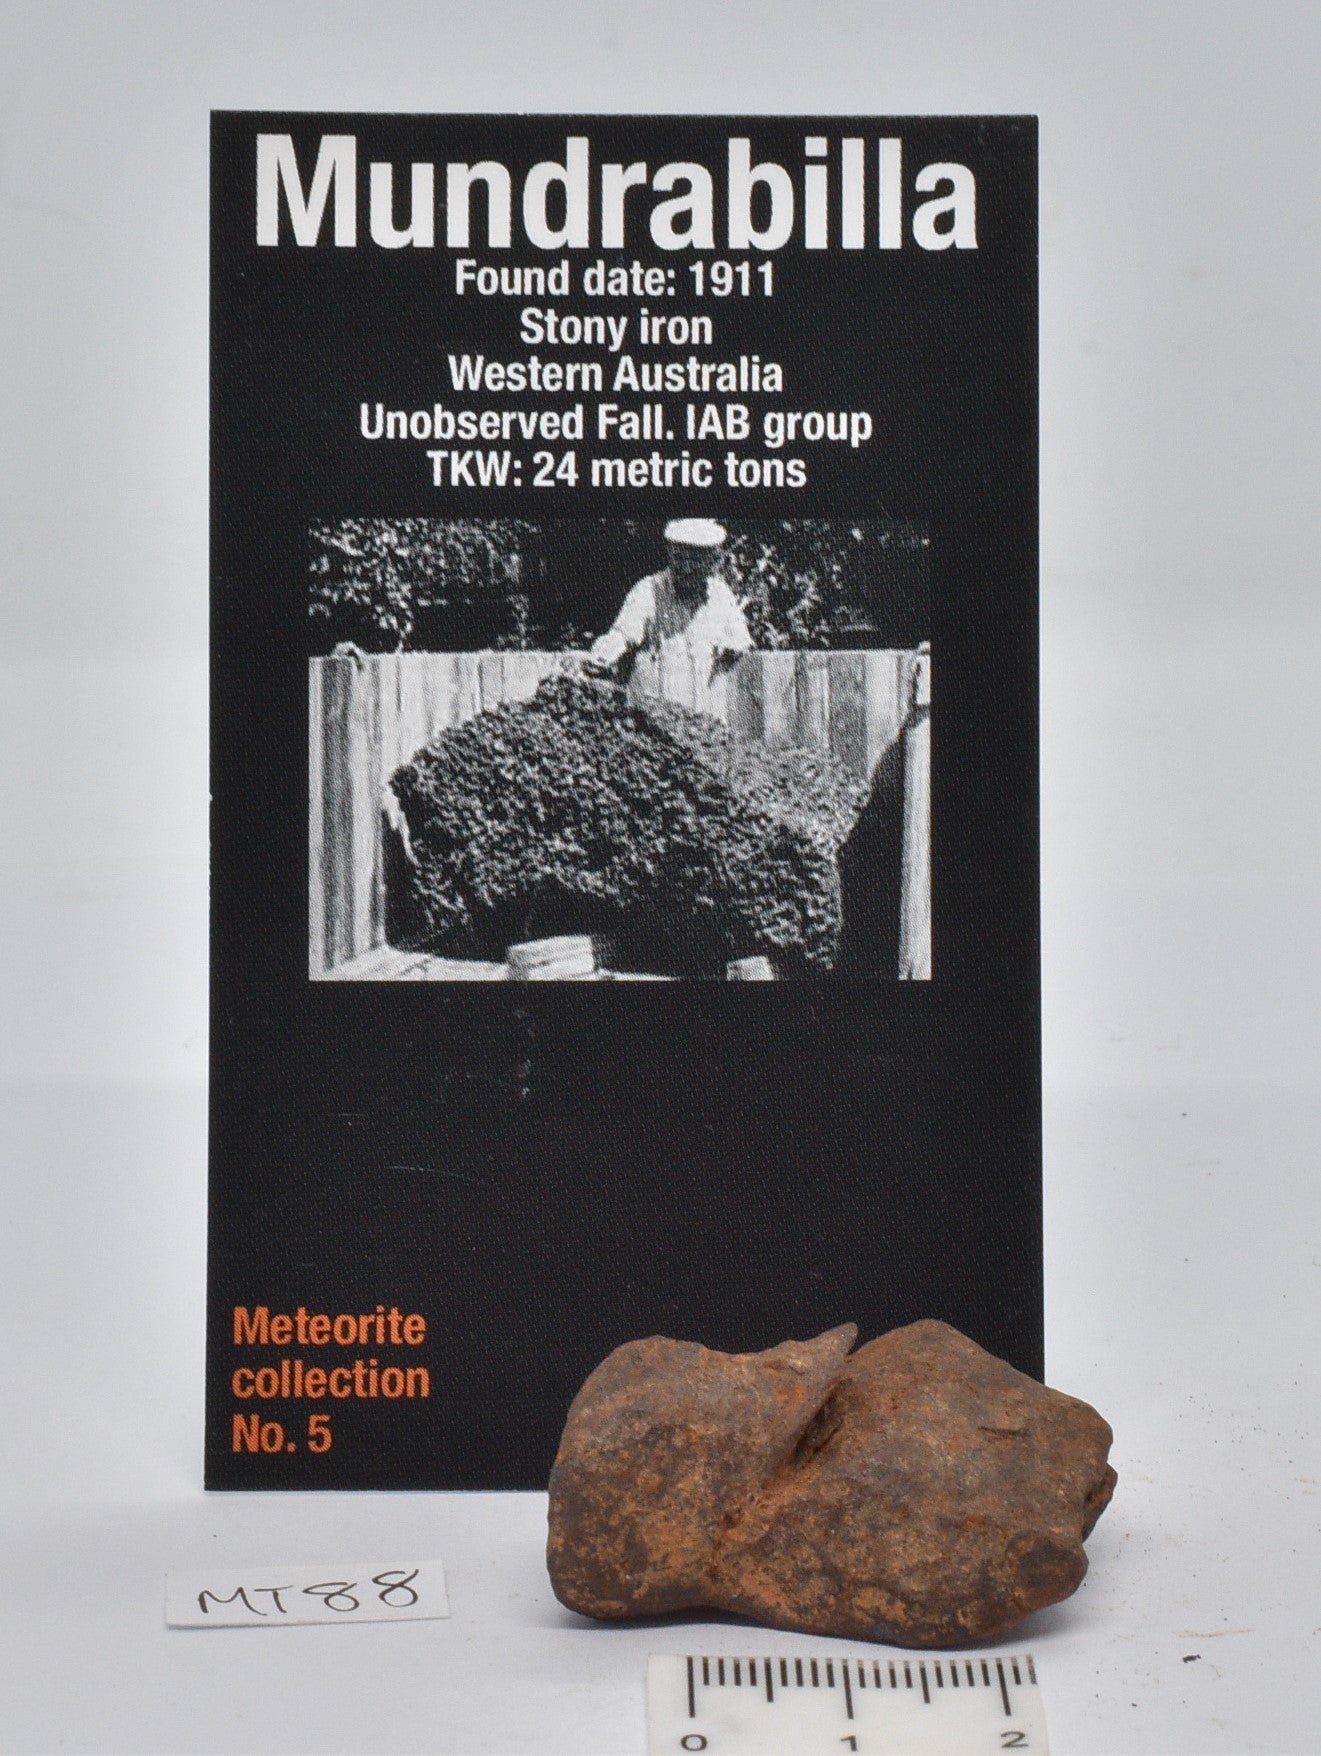 Mundrabilla
Found date: 1911
Stony iron
Western Australia
Unobserved Fall. IAB group
TKW: 24 metric tons
Meteorite
collection
No. 5
MT88
0 1 2